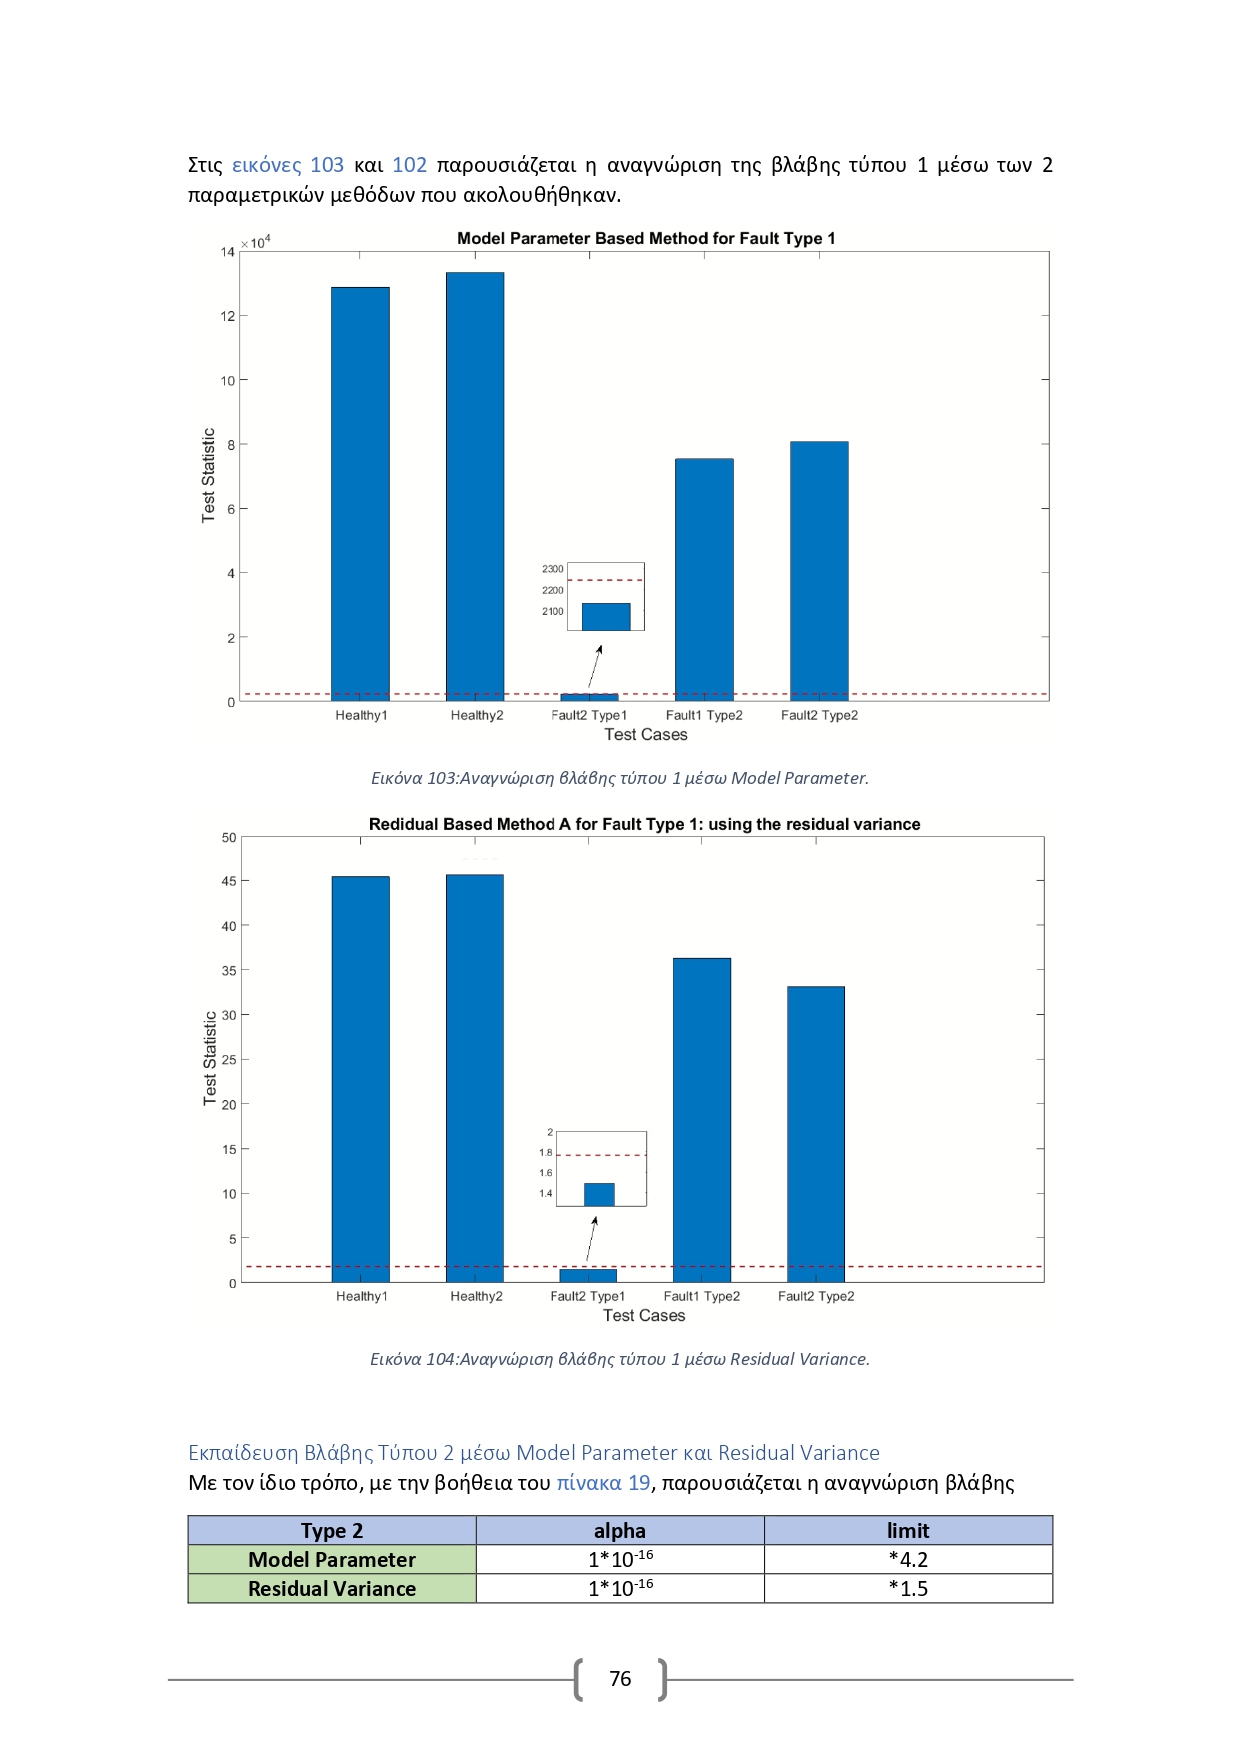 Στις εικόνες 103 και 102 παρουσιάζεται η αναγνώριση της βλάβης τύπου 1 μέσω των 2
παραμετρικών μεθόδων που ακολουθήθηκαν.
Model Parameter Based Method for Fault Type 1
×10⁴
14
12
10
8
6
4
2
0
Test Statistic
2300
2200
2100
Healthy1 Healthy2 Fault2 Type1 Fault1 Type2 Fault2 Type2
Test Cases
Εικόνα 103:Αναγνώριση βλάβης τύπου 1 μέσω Model Parameter.
Redidual Based Method A for Fault Type 1: using the residual variance
50
45
40
35
30
25
20
15
10
5
0
Test Statistic
2
1.8
1.6
1.4
Healthy1 Healthy2 Fault2 Type1 Fault1 Type2 Fault2 Type2
Test Cases
Εικόνα 104:Αναγνώριση βλάβης τύπου 1 μέσω Residual Variance.
Εκπαίδευση Βλάβης Τύπου 2 μέσω Model Parameter και Residual Variance
Με τον ίδιο τρόπο, με την βοήθεια του πίνακα 19, παρουσιάζεται η αναγνώριση βλάβης
Type 2 alpha limit
Model Parameter 1*10⁻¹⁶ *4.2
Residual Variance 1*10⁻¹⁶ *1.5
76